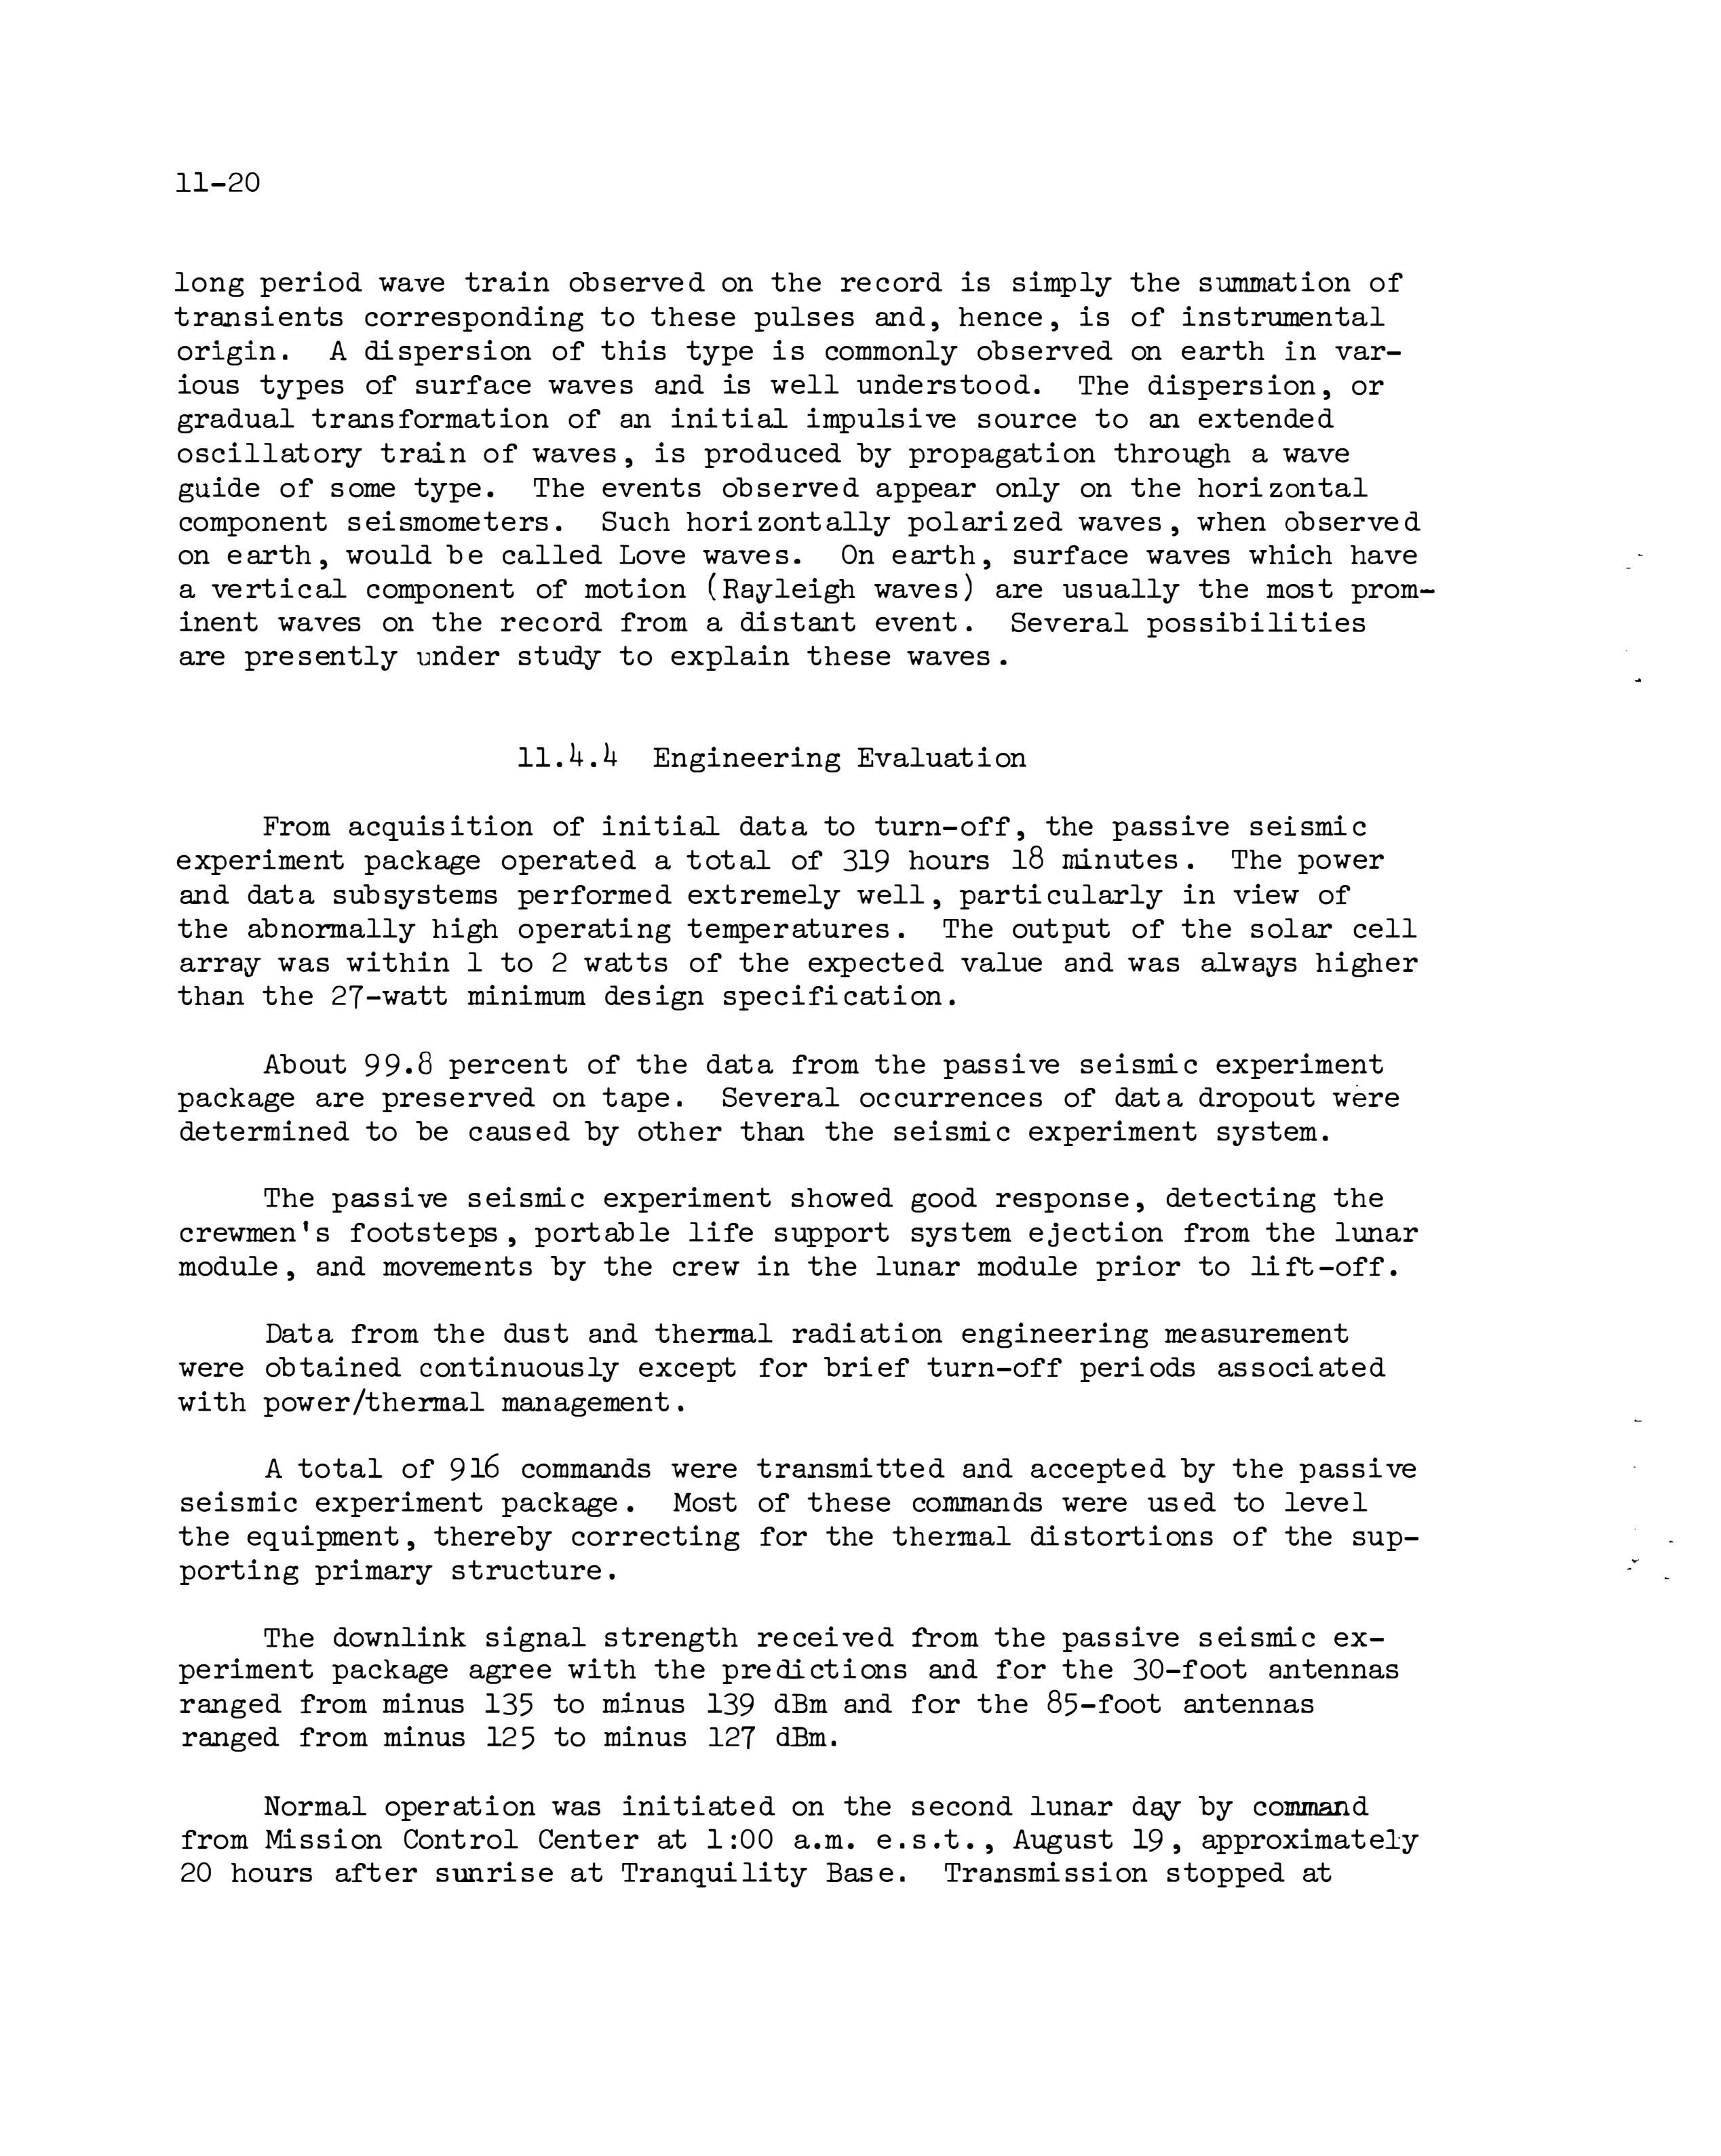 11-20
long period wave train observed on the record is simply the summation of
transients corresponding to these pulses and, hence, is of instrumental
origin. A dispersion of this type is commonly observed on earth in var-
ious types of surface waves and is well understood. The dispersion, or
gradual transformation of an initial impulsive source to an extended
oscillatory train of waves, is produced by propagation through a wave
guide of some type. The events observed appear only on the horizontal
component seismometers. Such horizontally polarized waves, when observed
on earth, would be called Love waves. On earth, surface waves which have
a vertical component of motion (Rayleigh waves) are usually the most prom-
inent waves on the record from a distant event. Several possibilities
are presently under study to explain these waves.
11.4.4 Engineering Evaluation
From acquisition of initial data to turn-off, the passive seismic
experiment package operated a total of 319 hours 18 minutes. The power
and data subsystems performed extremely well, particularly in view of
the abnormally high operating temperatures. The output of the solar cell
array was within 1 to 2 watts of the expected value and was always higher
than the 27-watt minimum design specification.
About 99.8 percent of the data from the passive seismic experiment
package are preserved on tape. Several occurrences of data dropout were
determined to be caused by other than the seismic experiment system.
The passive seismic experiment showed good response, detecting the
crewmen's footsteps, portable life support system ejection from the lunar
module, and movements by the crew in the lunar module prior to lift-off.
Data from the dust and thermal radiation engineering measurement
were obtained continuously except for brief turn-off periods associated
with power/thermal management.
A total of 916 commands were transmitted and accepted by the passive
seismic experiment package. Most of these commands were used to level
the equipment, thereby correcting for the thermal distortions of the sup-
porting primary structure.
The downlink signal strength received from the passive seismic ex-
periment package agree with the predictions and for the 30-foot antennas
ranged from minus 135 to minus 139 dBm and for the 85-foot antennas
ranged from minus 125 to minus 127 dBm.
Normal operation was initiated on the second lunar day by command
from Mission Control Center at 1:00 a.m. e.s.t., August 19, approximately
20 hours after sunrise at Tranquility Base. Transmission stopped at